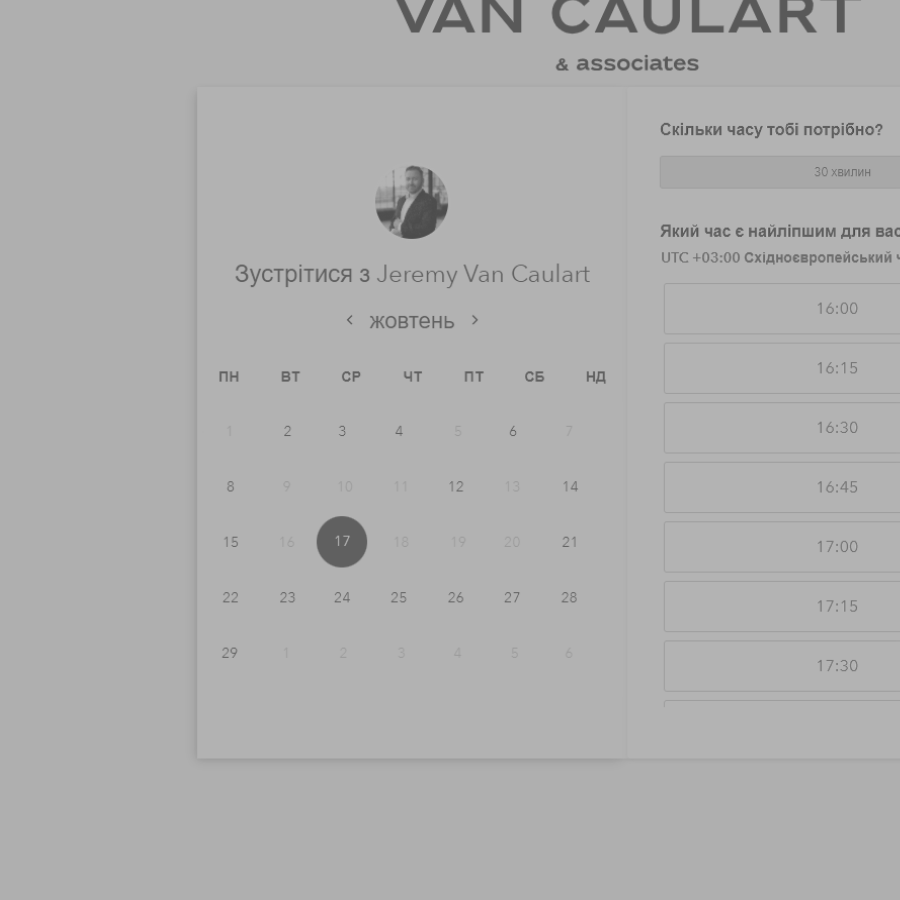 VAN CAULART
& associates
Зустрітися з Jeremy Van Caulart
жовтень
ПН ВТ СР ЧТ ПТ СБ НД
1 2 3 4 5 6 7
8 9 10 11 12 13 14
15 16 17 18 19 20 21
22 23 24 25 26 27 28
29 1 2 3 4 5 6
Скільки часу тобі потрібно?
30 хвилин
Який час є найліпшим для вас
UTC +03:00 Східноєвропейський
16:00
16:15
16:30
16:45
17:00
17:15
17:30